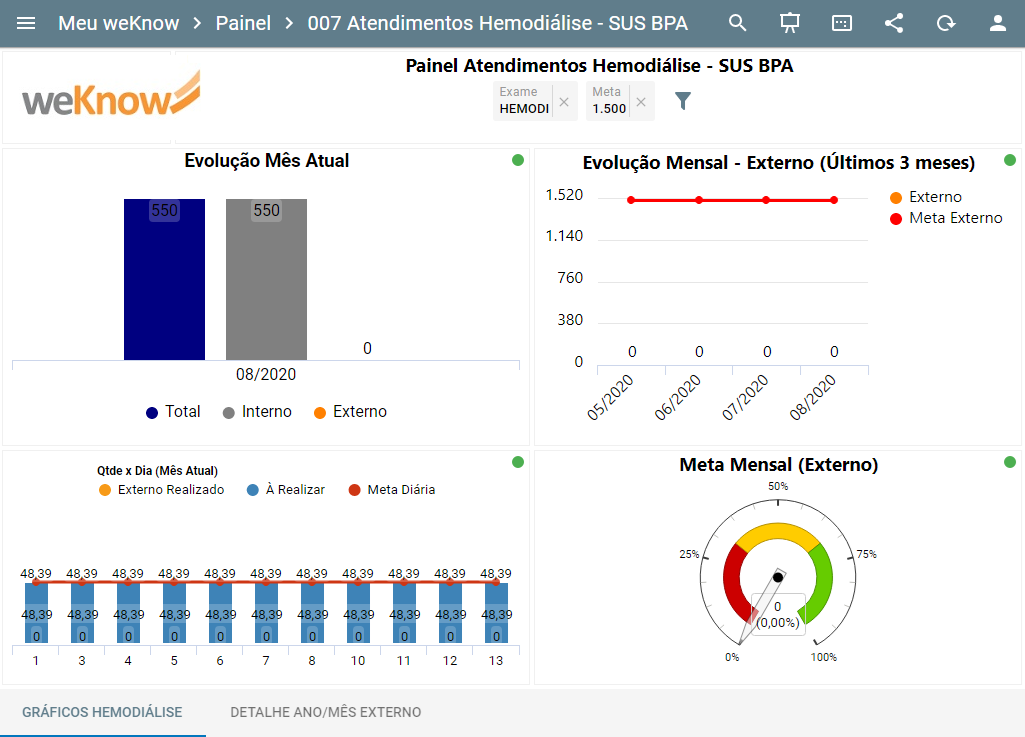 Meu weKnow > Painel > 007 Atendimentos Hemodiálise - SUS BPA
weKnow
Painel Atendimentos Hemodiálise - SUS BPA
Exame
HEMODI
Meta
1.500
Evolução Mês Atual
550
550
0
08/2020
Total
Interno
Externo
Evolução Mensal - Externo (Últimos 3 meses)
1.520
1.140
760
380
0
0 0 0 0
05/2020 06/2020 07/2020 08/2020
Externo
Meta Externo
Qtde x Dia (Mês Atual)
Externo Realizado À Realizar Meta Diária
48,39 48,39 48,39 48,39 48,39 48,39 48,39 48,39 48,39 48,39 48,39
48,39 48,39 48,39 48,39 48,39 48,39 48,39 48,39 48,39 48,39 48,39
0 0 0 0 0 0 0 0 0 0 0
1 3 4 5 6 7 8 10 11 12 13
Meta Mensal (Externo)
50%
25%
75%
0
(0,00%)
0%
100%
GRÁFICOS HEMODIÁLISE
DETALHE ANO/MÊS EXTERNO